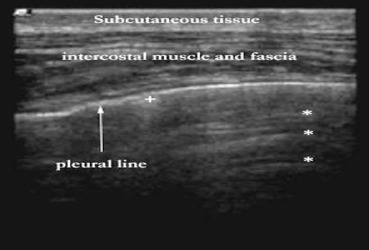 Subcutaneous tissue
intercostal muscle and fascia
+
*
*
pleural line
*